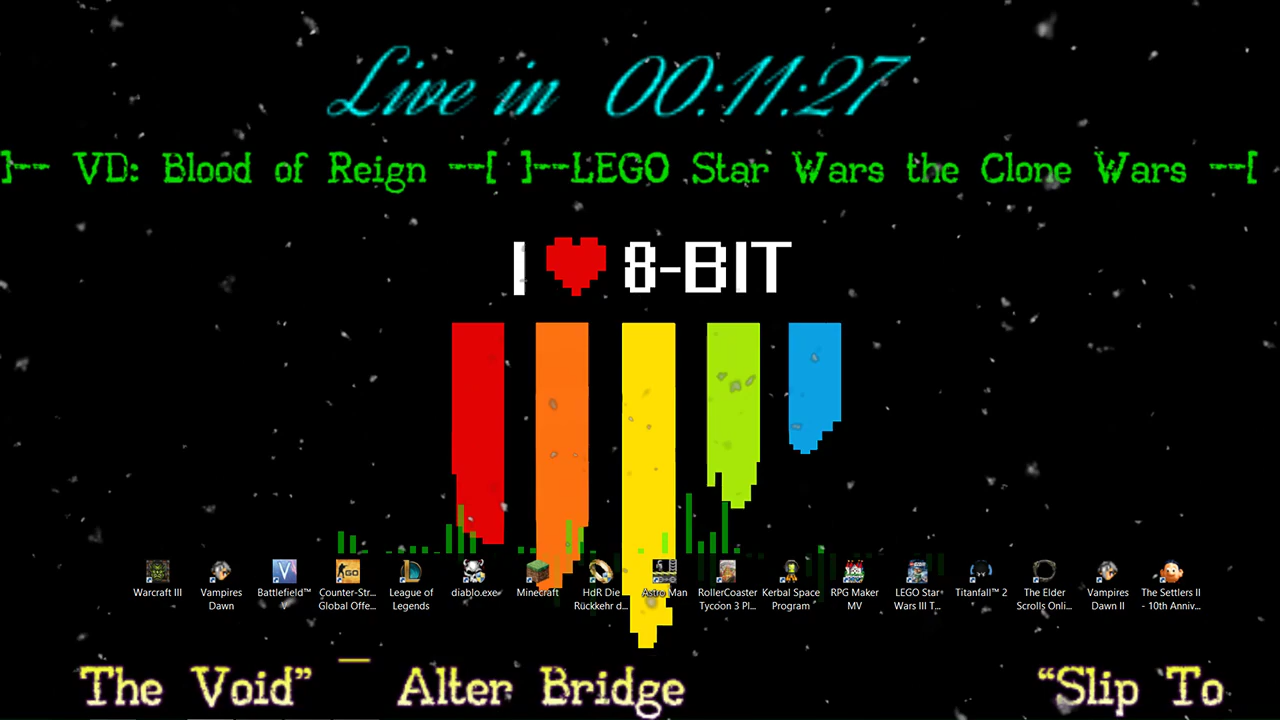 Live in 00:11:27
}-- VD: Blood of Reign --{ }--LEGO Star Wars the Clone Wars --{
I ❤ 8-BIT
Warcraft III Vampires Dawn Battlefield™ V Counter-Str... Global Offe... League of Legends diablo.exe Minecraft HdR Die Rückkehr d... Astro Man RollerCoaster Tycoon 3 Pl... Kerbal Space Program RPG Maker MV LEGO Star Wars III T... Titanfall™ 2 The Elder Scrolls Onli... Vampires Dawn II The Settlers II - 10th Anniv...
The Void” – Alter Bridge “Slip To